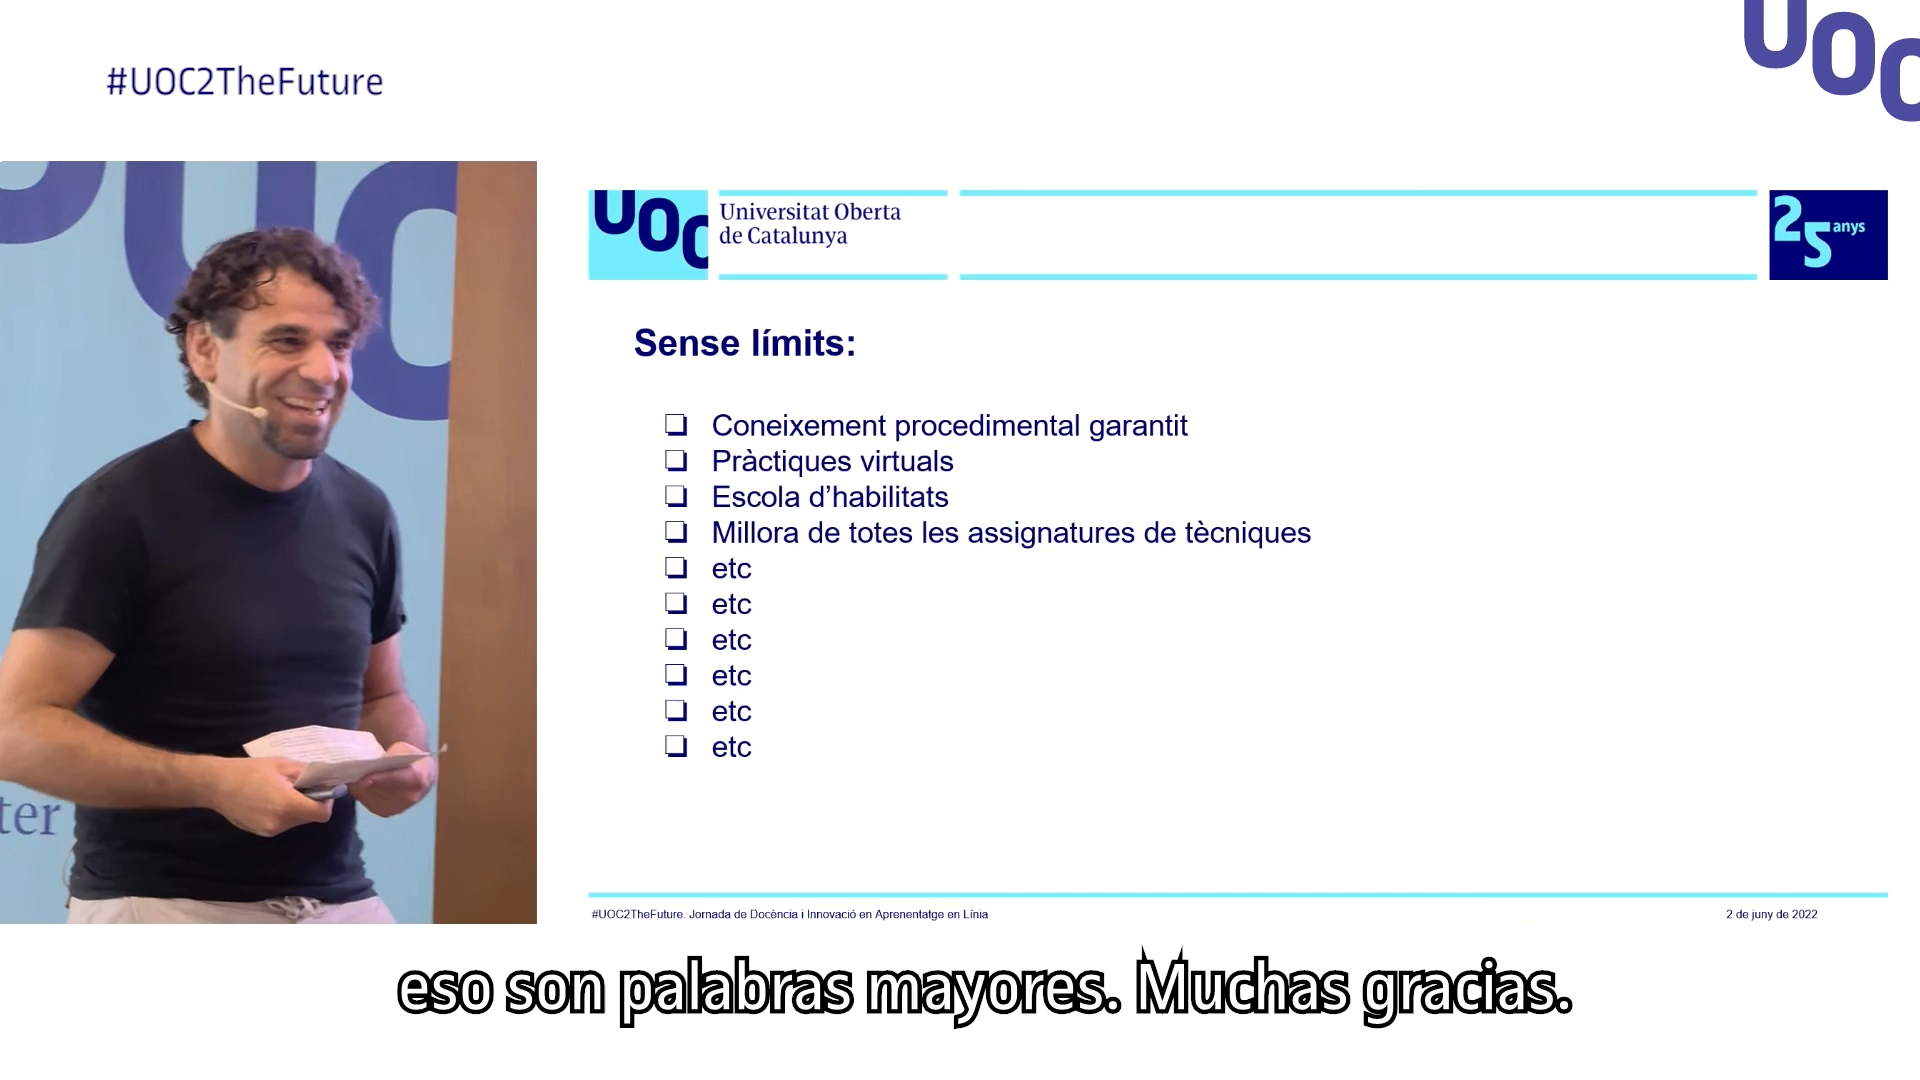 #UOC2TheFuture
UOC
UOC
Universitat Oberta
de Catalunya
25 anys
Sense límits:
Coneixement procedimental garantit
Pràctiques virtuals
Escola d’habilitats
Millora de totes les assignatures de tècniques
etc
etc
etc
etc
etc
etc
ter
#UOC2TheFuture. Jornada de Docència i Innovació en Aprenentatge en Línia
2 de juny de 2022
eso son palabras mayores. Muchas gracias.